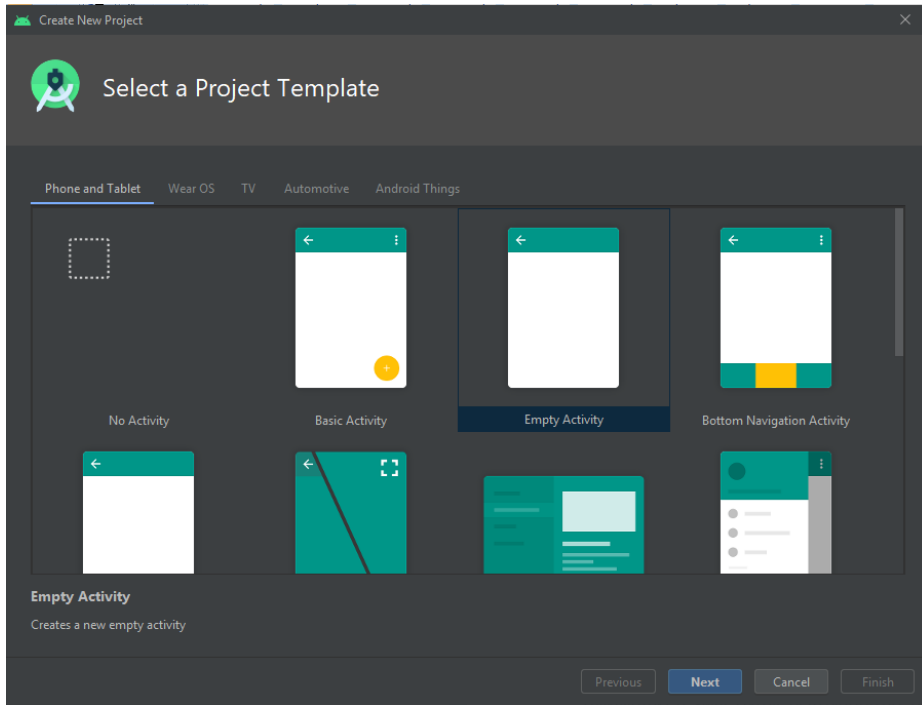 Create New Project
Select a Project Template
Phone and Tablet Wear OS TV Automotive Android Things
No Activity Basic Activity Empty Activity Bottom Navigation Activity
Empty Activity
Creates a new empty activity
Previous Next Cancel Finish